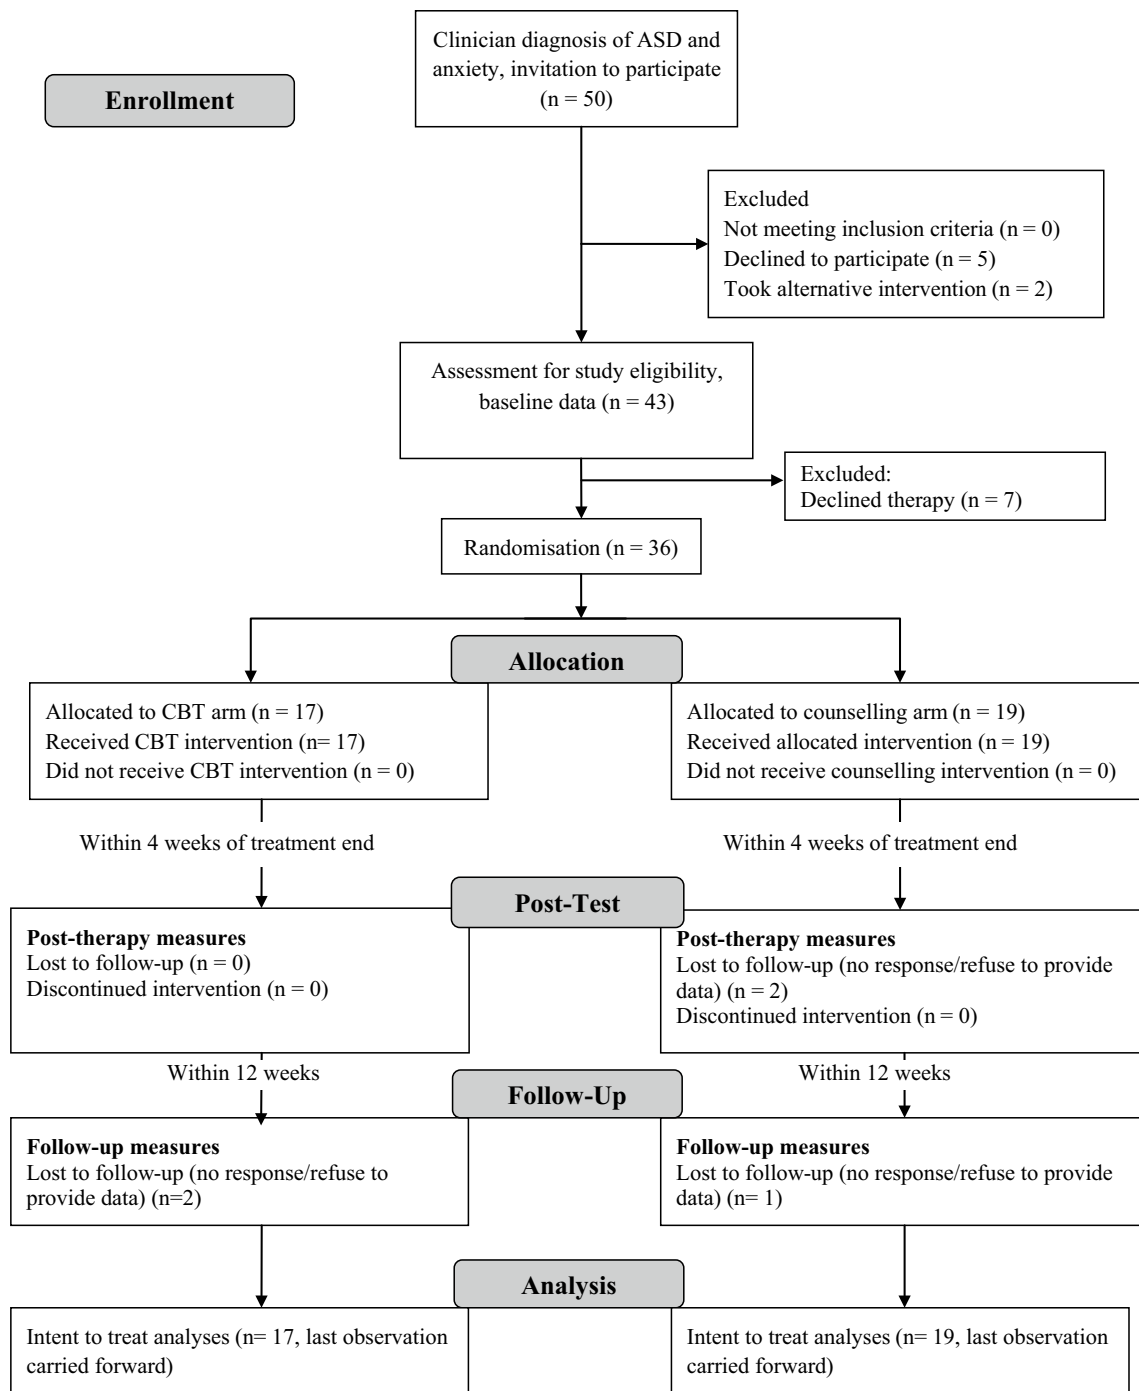 Clinician diagnosis of ASD and
anxiety, invitation to participate
(n = 50)
Enrollment
Excluded
Not meeting inclusion criteria (n = 0)
Declined to participate (n = 5)
Took alternative intervention (n = 2)
Assessment for study eligibility,
baseline data (n = 43)
Excluded:
Declined therapy (n = 7)
Randomisation (n = 36)
Allocation
Allocated to CBT arm (n = 17)
Received CBT intervention (n= 17)
Did not receive CBT intervention (n = 0)
Allocated to counselling arm (n = 19)
Received allocated intervention (n = 19)
Did not receive counselling intervention (n = 0)
Within 4 weeks of treatment end
Within 4 weeks of treatment end
Post-Test
Post-therapy measures
Lost to follow-up (n = 0)
Discontinued intervention (n = 0)
Post-therapy measures
Lost to follow-up (no response/refuse to provide
data) (n = 2)
Discontinued intervention (n = 0)
Within 12 weeks
Within 12 weeks
Follow-Up
Follow-up measures
Lost to follow-up (no response/refuse to
provide data) (n=2)
Follow-up measures
Lost to follow-up (no response/refuse to provide
data) (n= 1)
Analysis
Intent to treat analyses (n= 17, last observation
carried forward)
Intent to treat analyses (n= 19, last observation
carried forward)